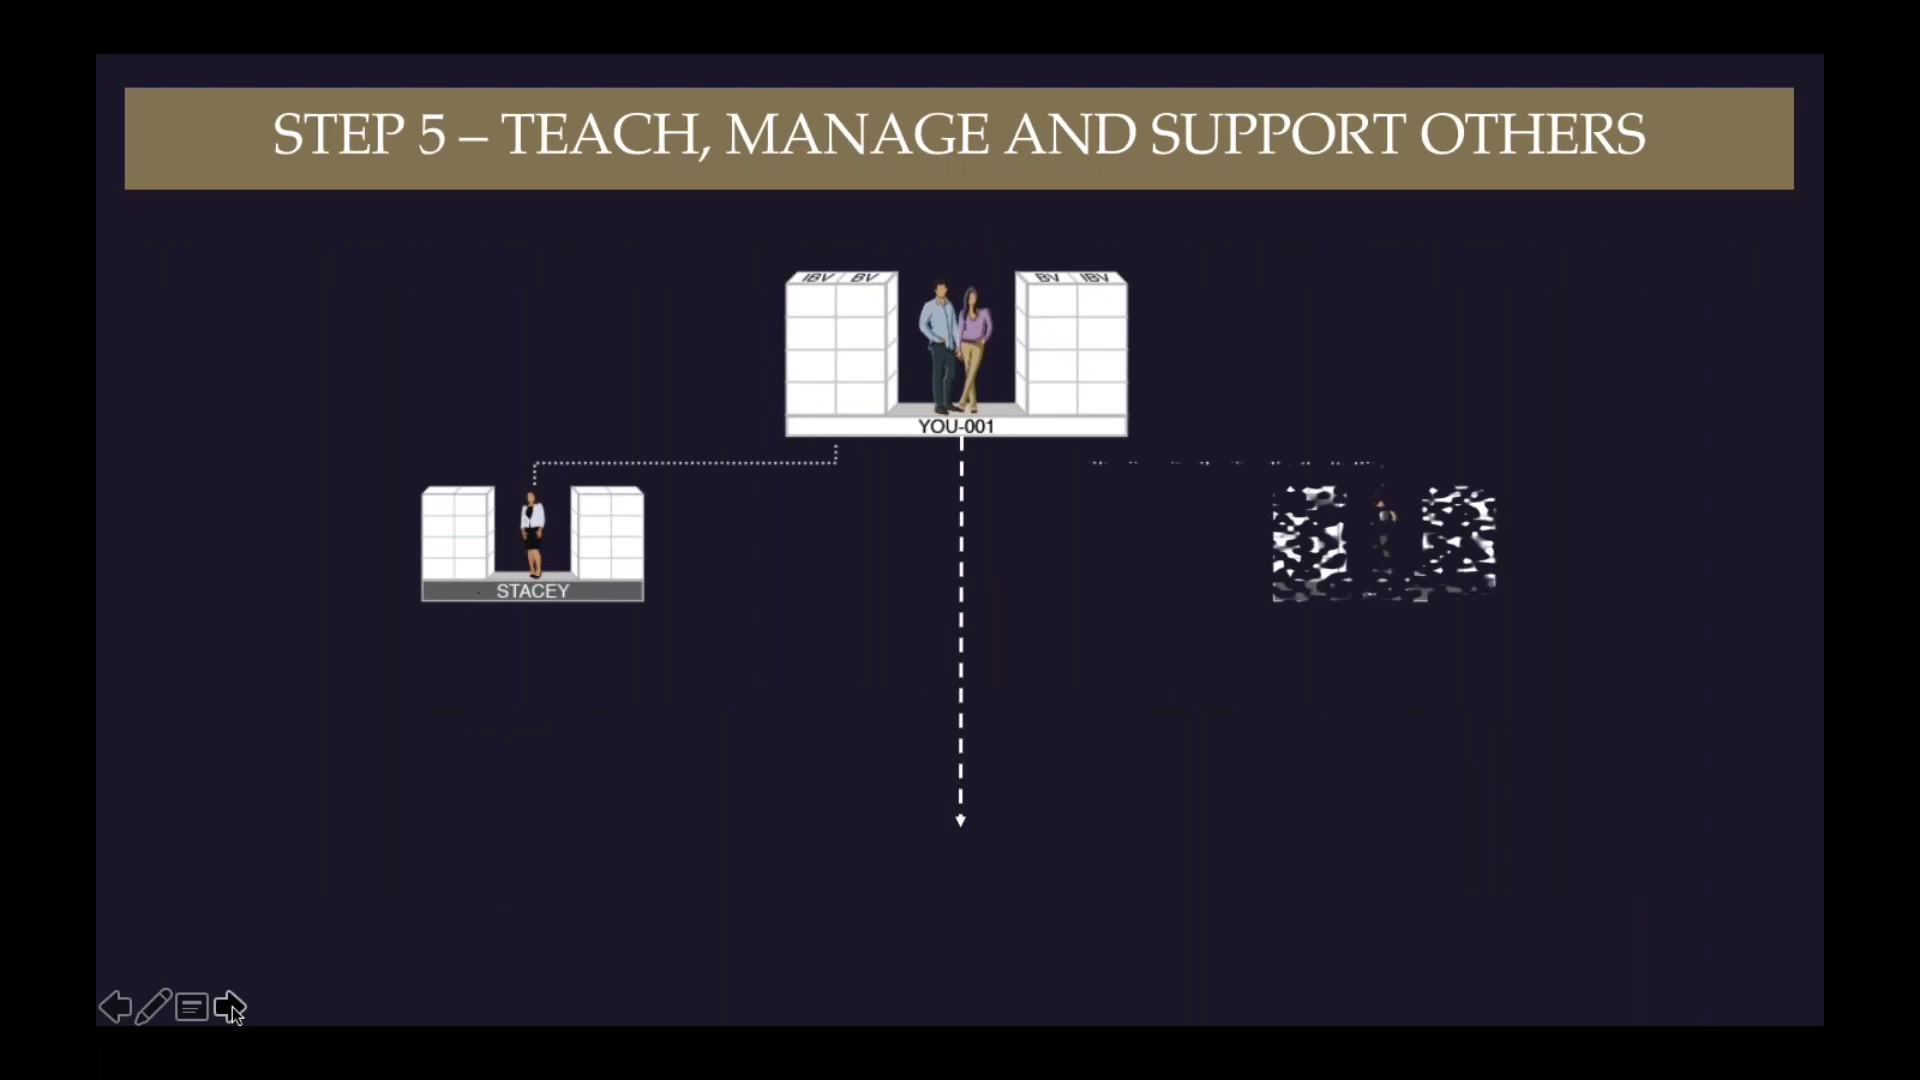 STEP 5 – TEACH, MANAGE AND SUPPORT OTHERS
IBV BV BV IBV
YOU-001
STACEY